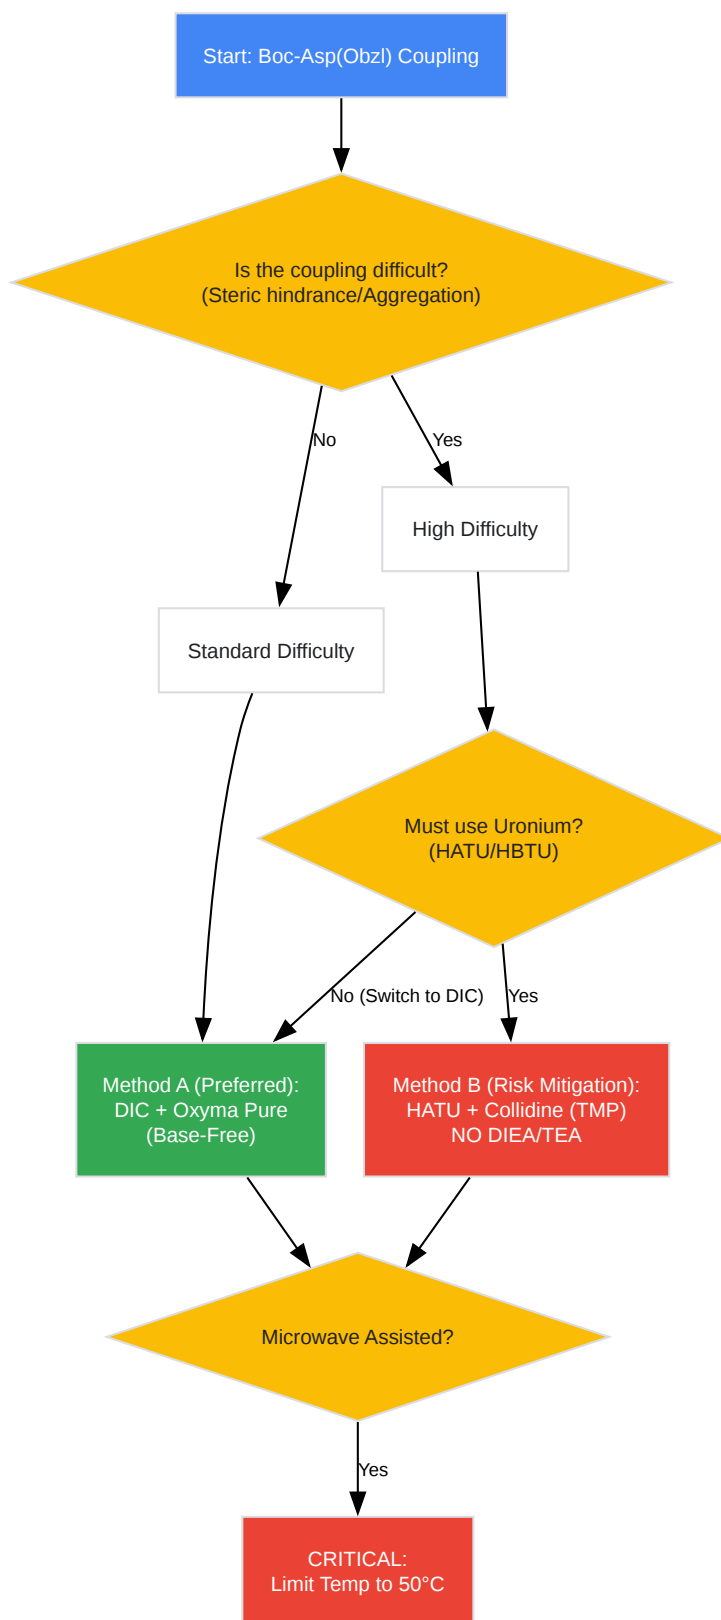 Start: Boc-Asp(Obzl) Coupling
Is the coupling difficult?
(Steric hindrance/Aggregation)
No
Yes
High Difficulty
Standard Difficulty
Must use Uronium?
(HATU/HBTU)
No (Switch to DIC)
Yes
Method A (Preferred):
DIC + Oxyma Pure
(Base-Free)
Method B (Risk Mitigation):
HATU + Collidine (TMP)
NO DIEA/TEA
Microwave Assisted?
Yes
CRITICAL:
Limit Temp to 50°C